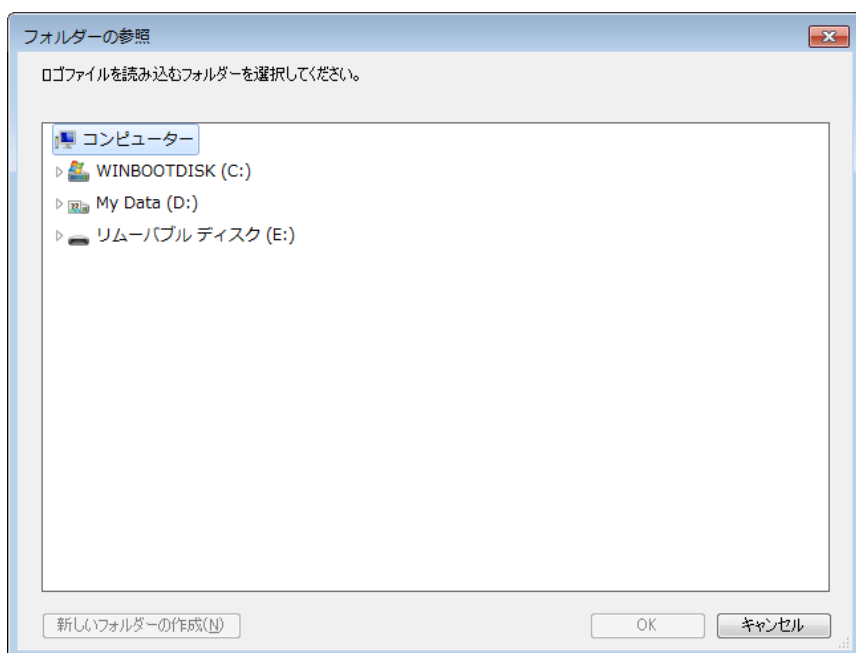 フォルダーの参照
ロゴファイルを読み込むフォルダーを選択してください。
コンピューター
WINBOOTDISK (C:)
My Data (D:)
リムーバブル ディスク (E:)
新しいフォルダーの作成(N)
OK
キャンセル